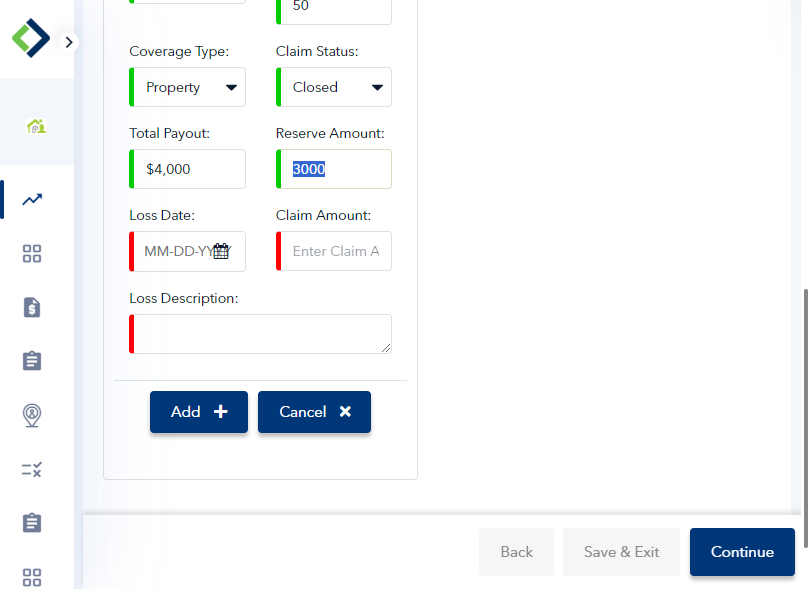 50
Coverage Type: Claim Status:
Property Closed
Total Payout: Reserve Amount:
$4,000 3000
Loss Date: Claim Amount:
MM-DD-YYYY Enter Claim A
Loss Description:
Add Cancel
Back Save & Exit Continue